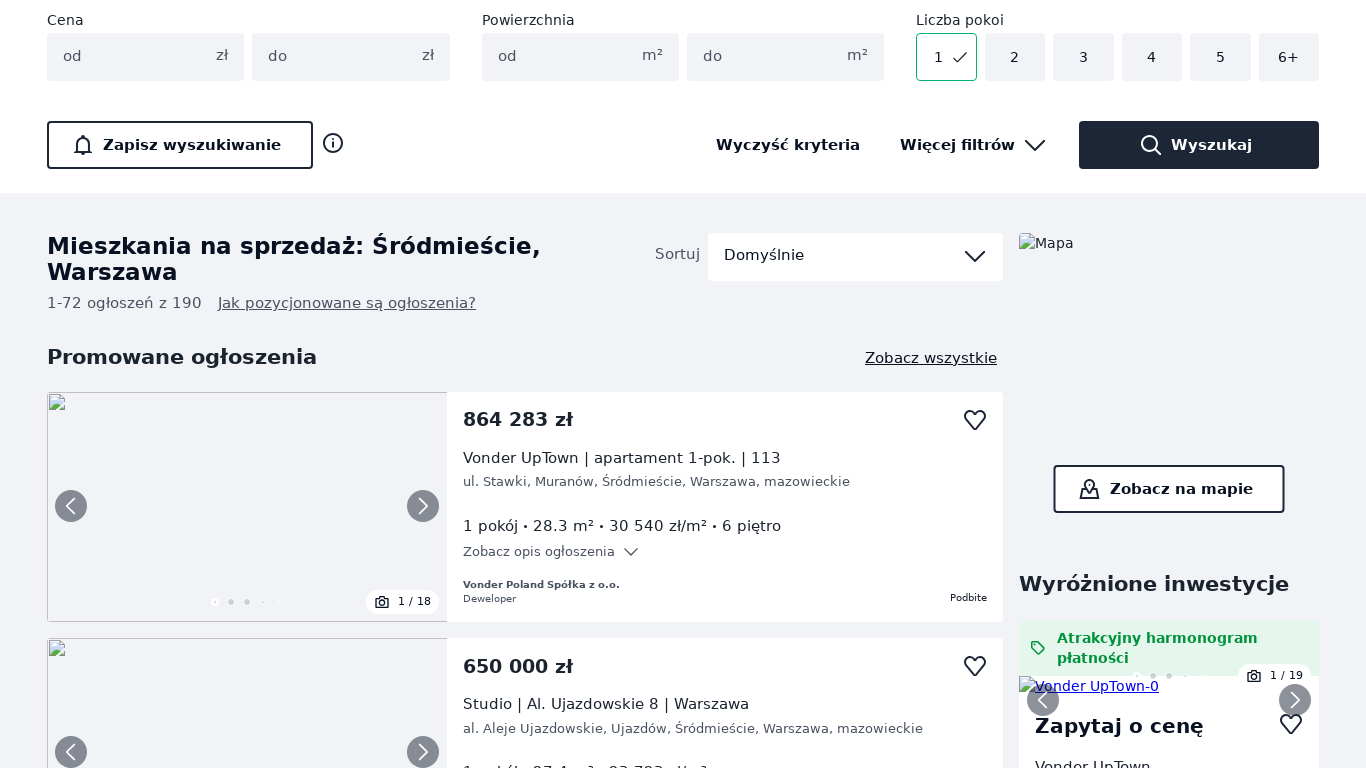 Cena
Powierzchnia
Liczba pokoi
od zł do zł od m² do m² 1 2 3 4 5 6+
Zapisz wyszukiwanie
Wyczyść kryteria
Więcej filtrów
Wyszukaj
Mieszkania na sprzedaż: Śródmieście,
Warszawa
Sortuj
Domyślnie
Mapa
1-72 ogłoszeń z 190 Jak pozycjonowane są ogłoszenia?
Promowane ogłoszenia
Zobacz wszystkie
864 283 zł
Vonder UpTown | apartament 1-pok. | 113
ul. Stawki, Muranów, Śródmieście, Warszawa, mazowieckie
1 pokój • 28.3 m² • 30 540 zł/m² • 6 piętro
Zobacz opis ogłoszenia
Vonder Poland Spółka z o.o.
Deweloper
Podbite
1 / 18
Zobacz na mapie
Wyróżnione inwestycje
Atrakcyjny harmonogram
płatności
1 / 19
Vonder UpTown-0
Zapytaj o cenę
Vonder UpTown
650 000 zł
Studio | Al. Ujazdowskie 8 | Warszawa
al. Aleje Ujazdowskie, Ujazdów, Śródmieście, Warszawa, mazowieckie